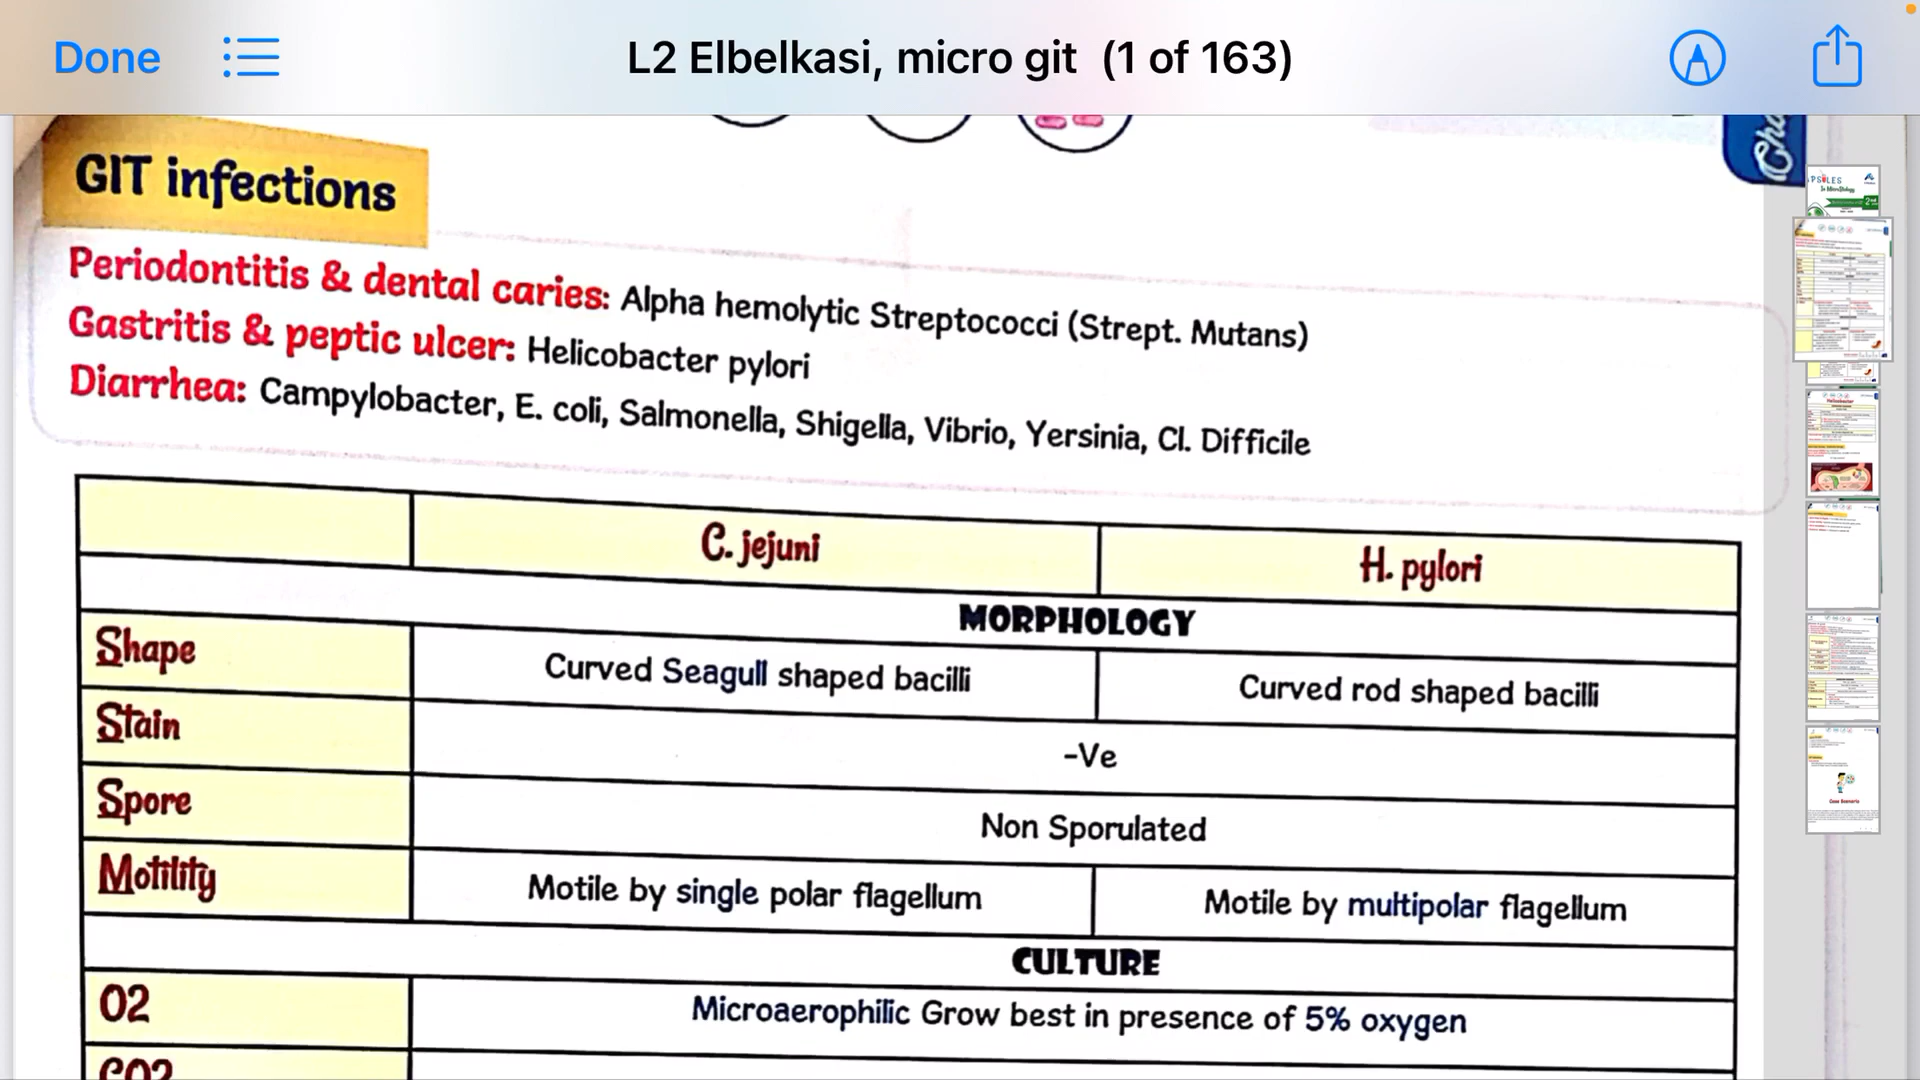 Done
L2 Elbelkasi, micro git (1 of 163)
Cha
GIT infections
Periodontitis & dental caries: Alpha hemolytic Streptococci (Strept. Mutans)
Gastritis & peptic ulcer: Helicobacter pylori
Diarrhea: Campylobacter, E. coli, Salmonella, Shigella, Vibrio, Yersinia, Cl. Difficile
C. jejuni H. pylori
MORPHOLOGY
Shape Curved Seagull shaped bacilli Curved rod shaped bacilli
Stain -Ve
Spore Non Sporulated
Motility Motile by single polar flagellum Motile by multipolar flagellum
CULTURE
O2 Microaerophilic Grow best in presence of 5% oxygen
CO2